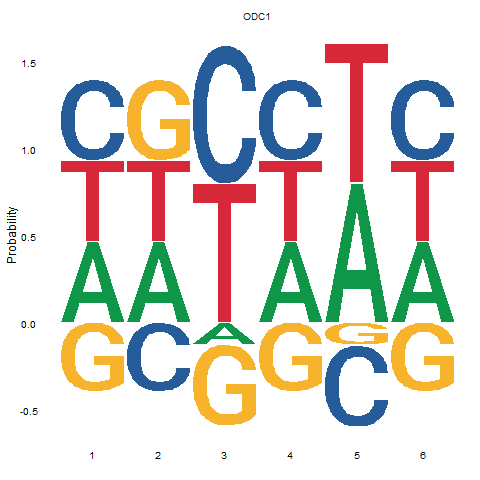 ODC1
1.5
1.0
0.5
0.0
-0.5
Probability
C G C C T C
T T T T A T
A A A A G A
G C G G C G
1 2 3 4 5 6